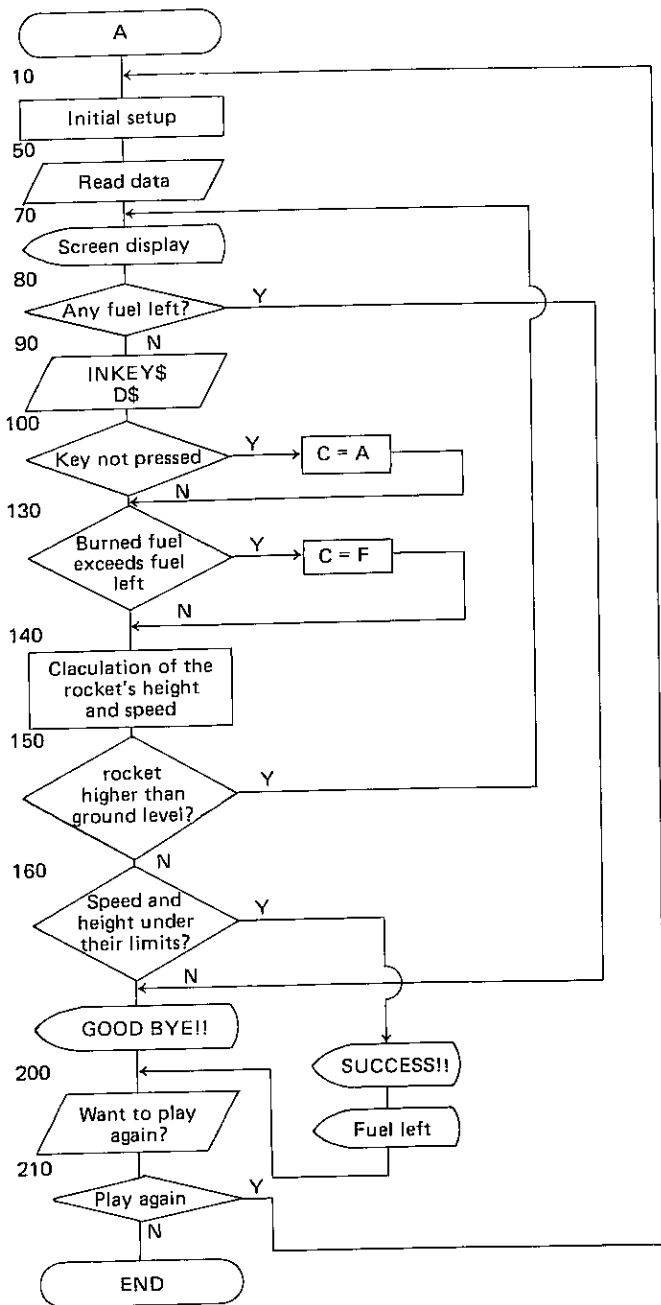 A
10
Initial setup
50
Read data
70
Screen display
80
Any fuel left?
Y
90
N
INKEY$
D$
100
Key not pressed
Y
C = A
N
130
Burned fuel
exceeds fuel
left
Y
C = F
N
140
Claculation of the
rocket's height
and speed
150
rocket
higher than
ground level?
Y
N
160
Speed and
height under
their limits?
Y
N
GOOD BYE!!
SUCCESS!!
200
Want to play
again?
Fuel left
210
Play again
Y
N
END